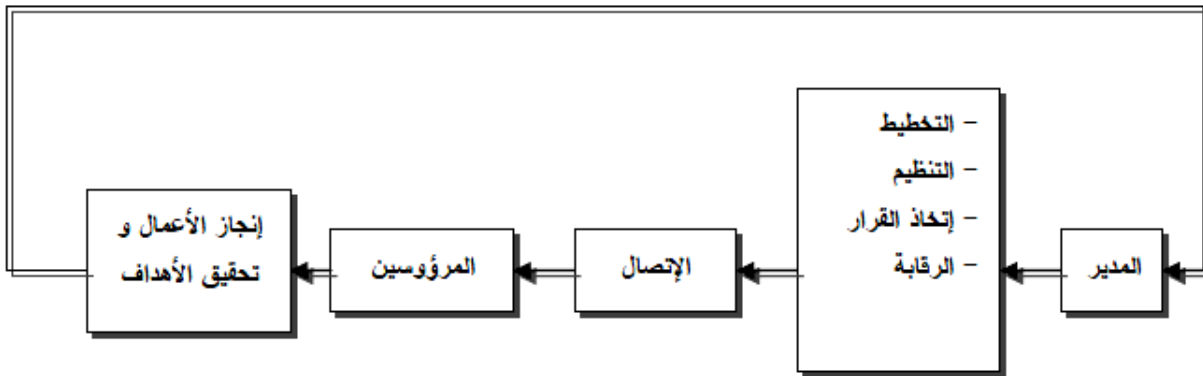 المدير
- التخطيط
- التنظيم
- إتخاذ القرار
- الرقابة
الإتصال
المرؤوسين
إنجاز الأعمال و
تحقيق الأهداف